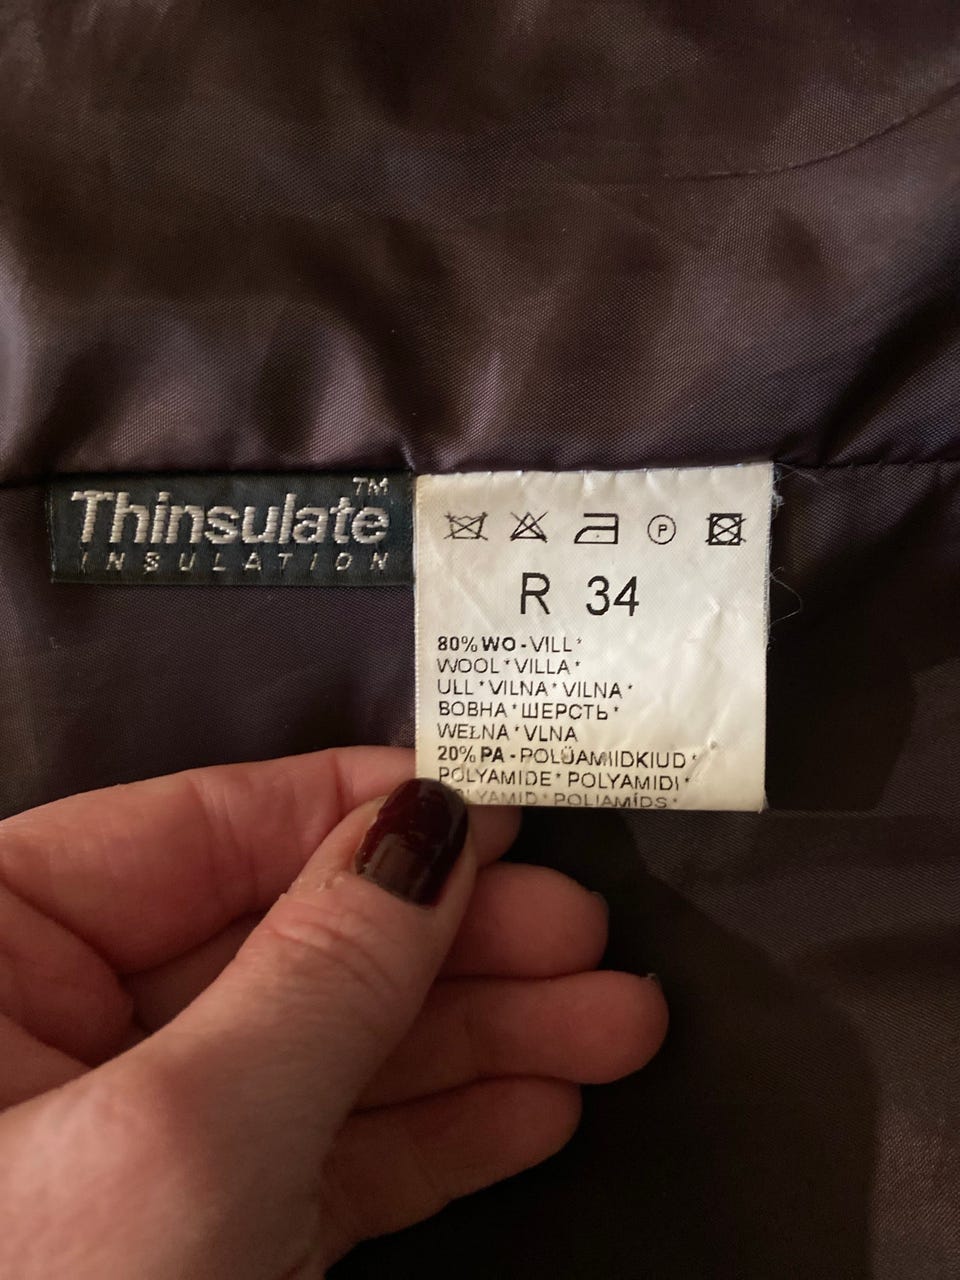 Thinsulate™
INSULATION
P
R 34
80% WO-VILL*
WOOL*VILLA*
ULL*VILNA*VILNA*
ВОВНА*ШЕРСТЬ*
WEŁNA*VLNA
20% PA-POLÜAMIIDKIUD*
POLYAMIDE*POLYAMIDI*
POLIAMĪDS*